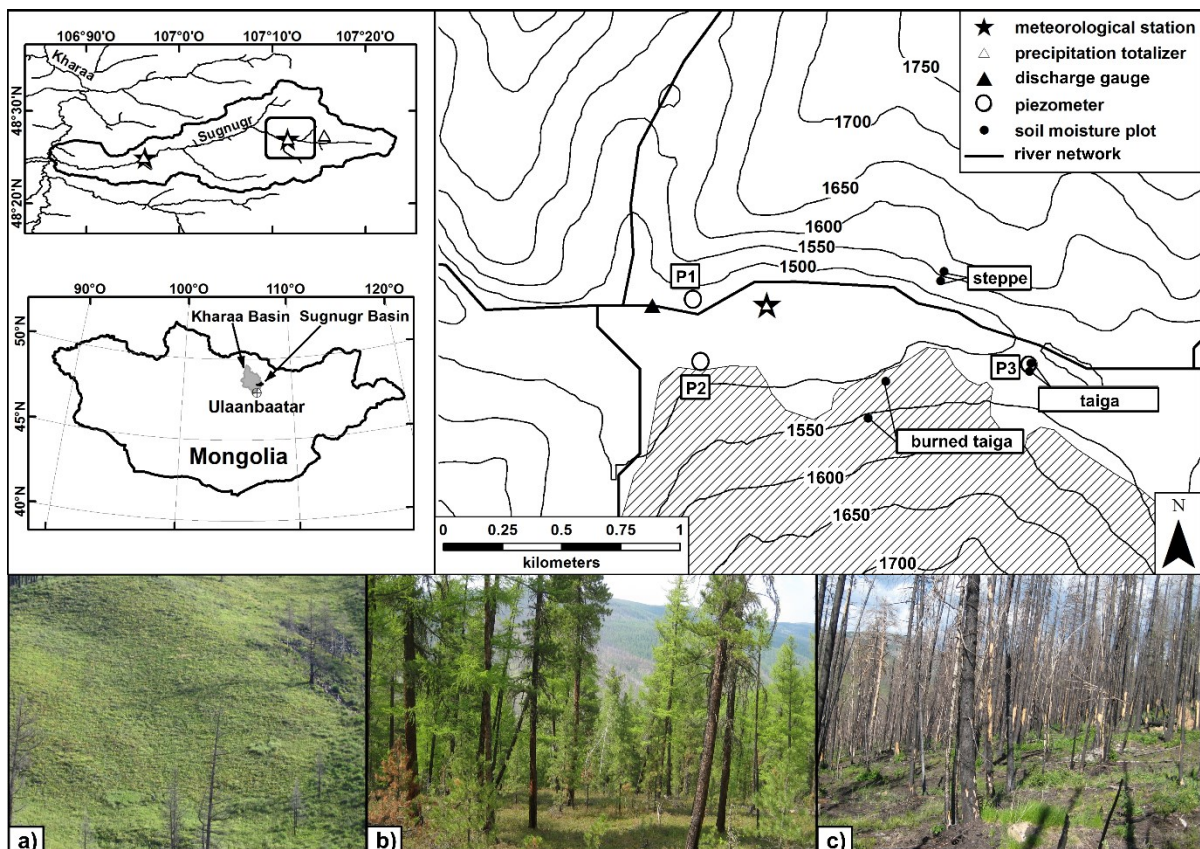 106°90'O 107°0'O 107°10'O 107°20'O
Kharaa
Sugnugr
48°30'N
48°20'N
90°O 100°O 110°O 120°O
Kharaa Basin Sugnugr Basin
50°N
45°N
40°N
Ulaanbaatar
Mongolia
meteorological station
precipitation totalizer
discharge gauge
piezometer
soil moisture plot
river network
1750
1700
1650
1600
1550
1500
P1
steppe
P2
P3
taiga
burned taiga
1550
1600
1650
1700
0 0.25 0.5 0.75 1
kilometers
N
a)
b)
c)